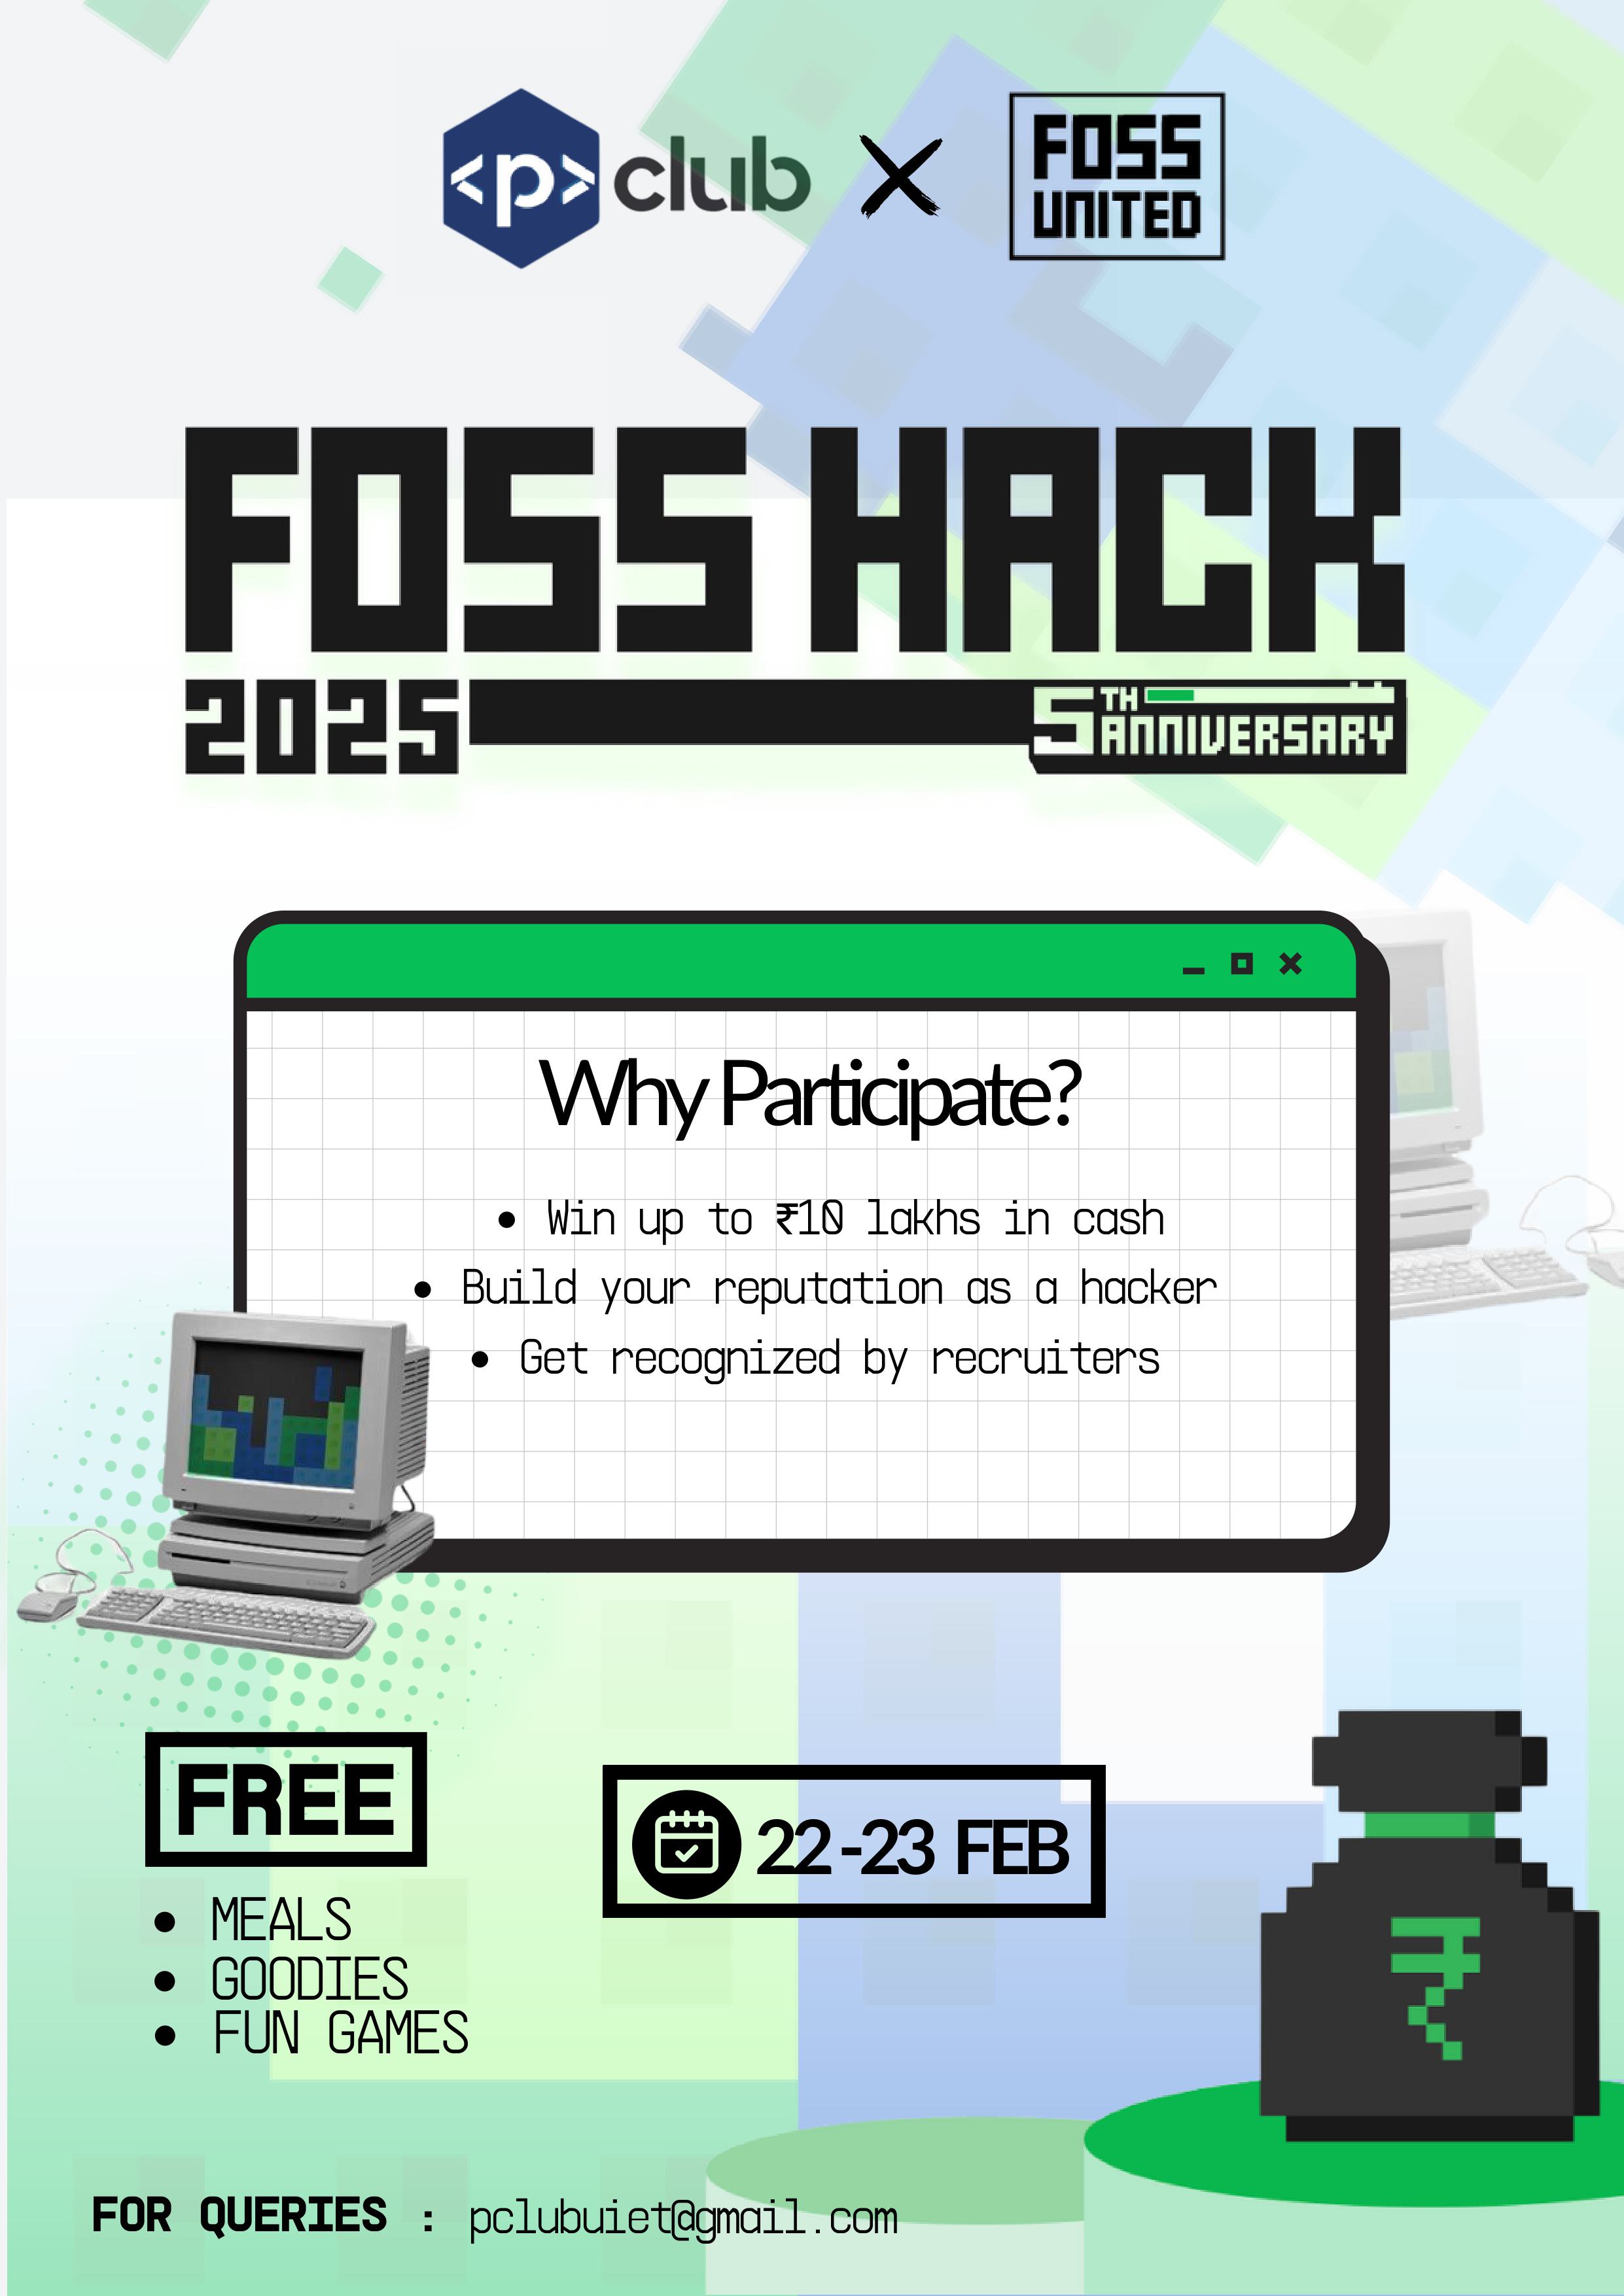 <p> club
FOSS
UNITED
FOSS HACK
2025
5TH
ANNIVERSARY
Why Participate?
• Win up to ₹10 lakhs in cash
• Build your reputation as a hacker
• Get recognized by recruiters
FREE
• MEALS
• GOODIES
• FUN GAMES
22-23 FEB
₹
FOR QUERIES : pclubuiet@gmail.com